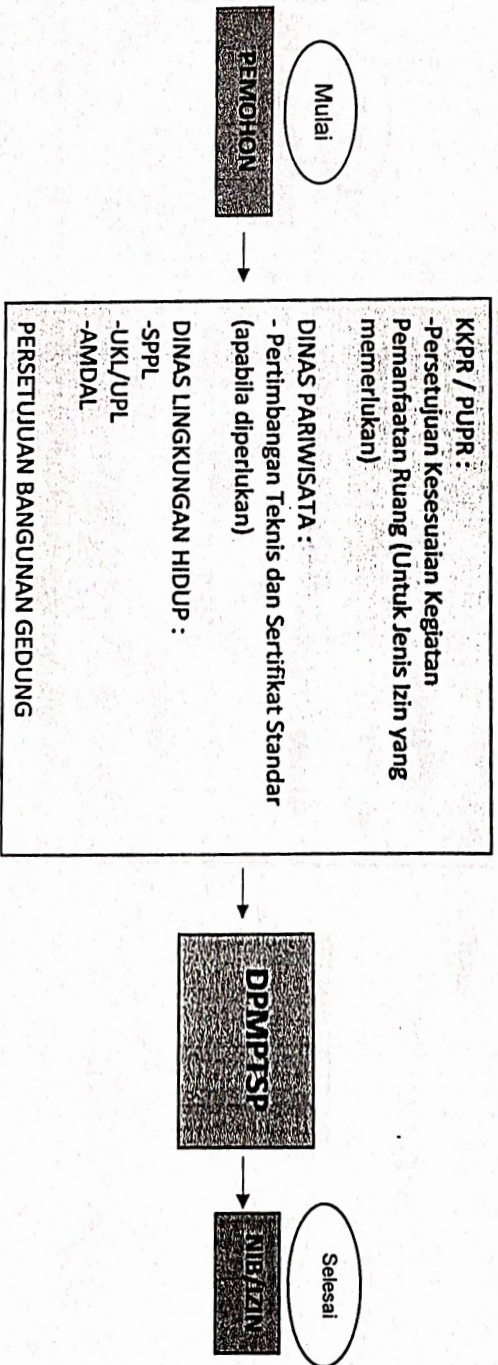 Mulai
PEMOHON
KKPR / PUPR :
-Persetujuan Kesesuaian Kegiatan
Pemanfaatan Ruang (Untuk Jenis Izin yang
memerlukan)
DINAS PARIWISATA :
- Pertimbangan Teknis dan Sertifikat Standar
(apabila diperlukan)
DINAS LINGKUNGAN HIDUP :
-SPPL
-UKL/UPL
-AMDAL
PERSETUJUAN BANGUNAN GEDUNG
DPMPTSP
Selesai
NIB/IZIN